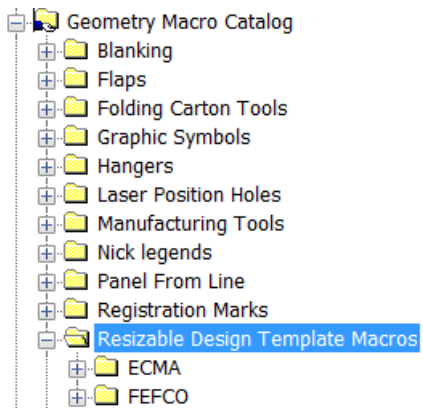 Geometry Macro Catalog
Blanking
Flaps
Folding Carton Tools
Graphic Symbols
Hangers
Laser Position Holes
Manufacturing Tools
Nick legends
Panel From Line
Registration Marks
Resizable Design Template Macros
ECMA
FEFCO